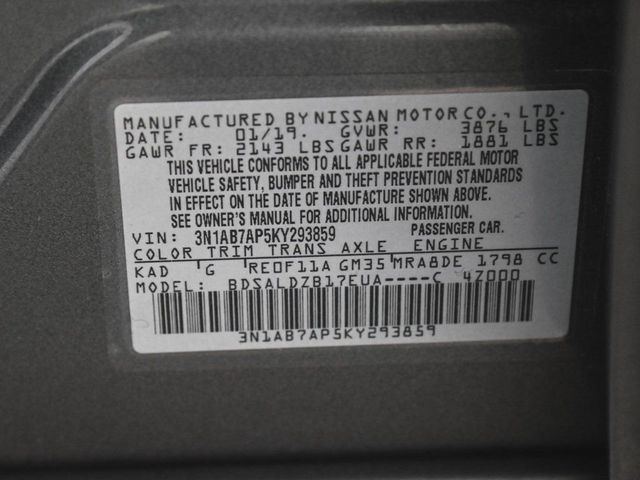 MANUFACTURED BY NISSAN MOTOR CO., LTD.
DATE: 01/19. GVWR: 3876 LBS
GAWR FR: 2143 LBS GAWR RR: 1881 LBS
THIS VEHICLE CONFORMS TO ALL APPLICABLE FEDERAL MOTOR
VEHICLE SAFETY, BUMPER AND THEFT PREVENTION STANDARDS
IN EFFECT ON THE DATE OF MANUFACTURE SHOWN ABOVE.
SEE OWNER'S MANUAL FOR ADDITIONAL INFORMATION.
VIN: 3N1AB7AP5KY293859 PASSENGER CAR.
COLOR TRIM TRANS AXLE ENGINE
KAD G RE0F11A GM35 MRA8DE 1798 CC
MODEL: BDSALDZB17EUA----C 4Z000
3N1AB7AP5KY293859